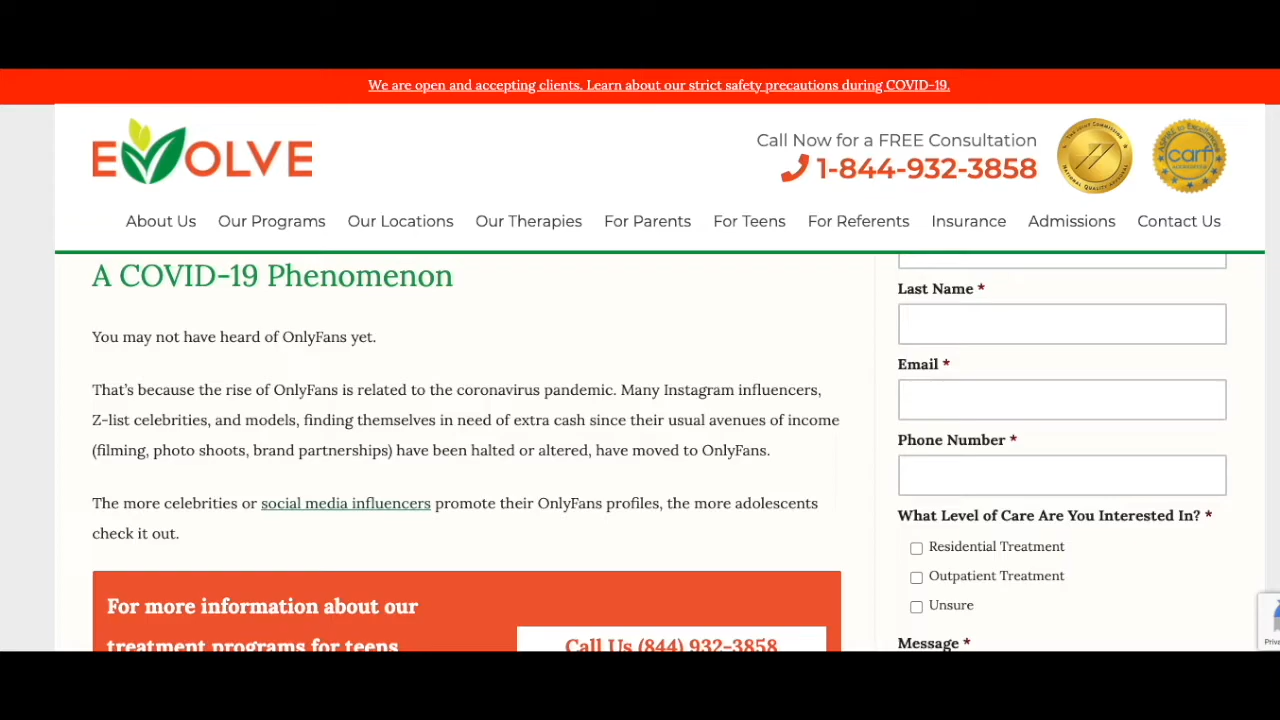 We are open and accepting clients. Learn about our strict safety precautions during COVID-19.
EVOLVE
Call Now for a FREE Consultation
1-844-932-3858
carf
About Us Our Programs Our Locations Our Therapies For Parents For Teens For Referents Insurance Admissions Contact Us
A COVID-19 Phenomenon
You may not have heard of OnlyFans yet.
That's because the rise of OnlyFans is related to the coronavirus pandemic. Many Instagram influencers,
Z-list celebrities, and models, finding themselves in need of extra cash since their usual avenues of income
(filming, photo shoots, brand partnerships) have been halted or altered, have moved to OnlyFans.
The more celebrities or social media influencers promote their OnlyFans profiles, the more adolescents
check it out.
For more information about our
treatment programs for teens
Call Us (844) 932-3858
Last Name *
Email *
Phone Number *
What Level of Care Are You Interested In? *
Residential Treatment
Outpatient Treatment
Unsure
Message *